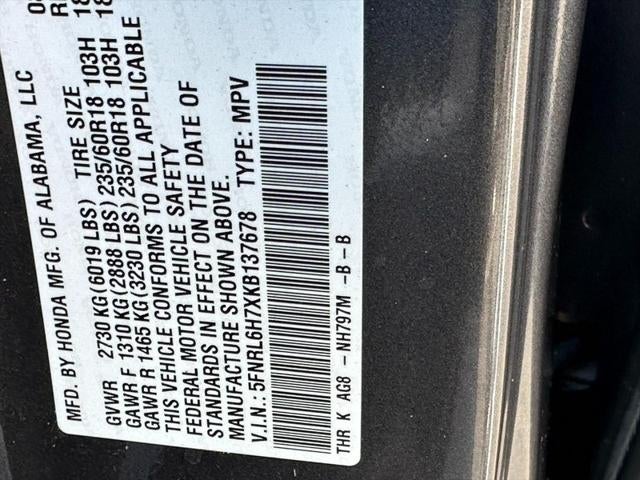 MFD. BY HONDA MFG. OF ALABAMA, LLC
GVWR 2730 KG (6019 LBS) TIRE SIZE
GAWR F 1310 KG (2888 LBS) 235/60R18 103H 18
GAWR R 1465 KG (3230 LBS) 235/60R18 103H 18
THIS VEHICLE CONFORMS TO ALL APPLICABLE
FEDERAL MOTOR VEHICLE SAFETY
STANDARDS IN EFFECT ON THE DATE OF
MANUFACTURE SHOWN ABOVE.
V.I.N.: 5FNRL6H7XKB137678 TYPE: MPV
THR K AG8 - NH797M -B-B